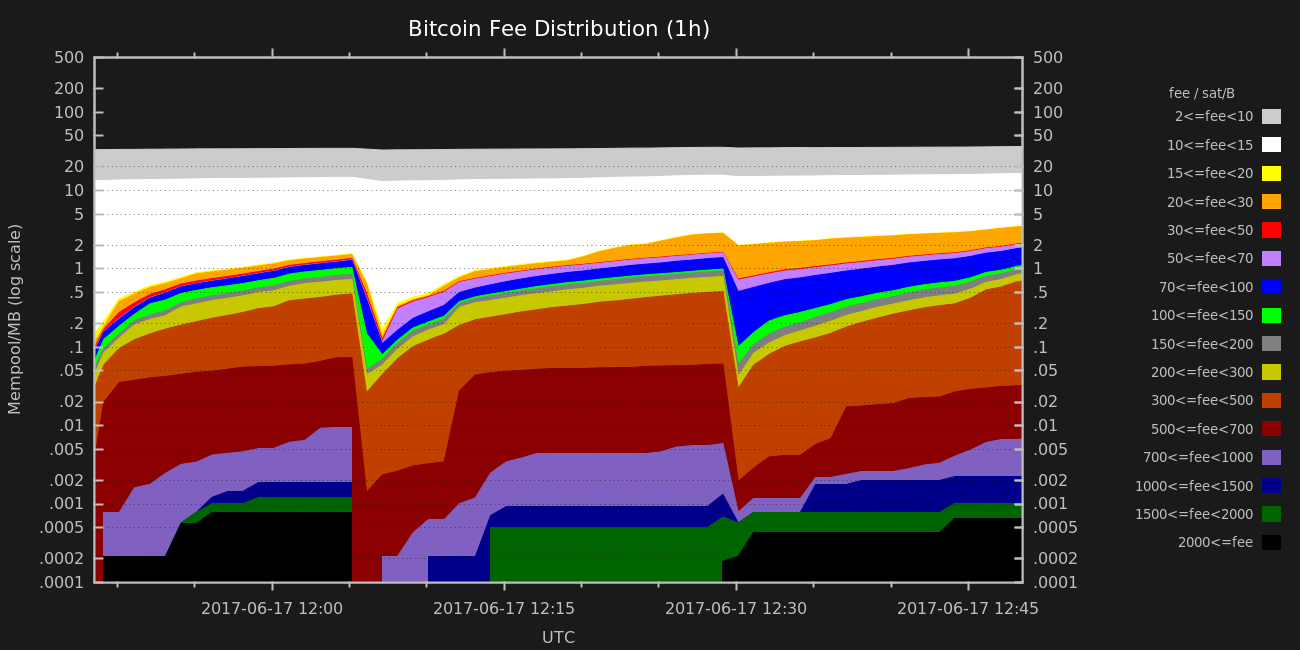 Bitcoin Fee Distribution (1h)
Mempool/MB (log scale)
500
200
100
50
20
10
5
2
1
.5
.2
.1
.05
.02
.01
.005
.002
.001
.0005
.0002
.0001
500
200
100
50
20
10
5
2
1
.5
.2
.1
.05
.02
.01
.005
.002
.001
.0005
.0002
.0001
2017-06-17 12:00
2017-06-17 12:15
2017-06-17 12:30
2017-06-17 12:45
UTC
fee / sat/B
2<=fee<10
10<=fee<15
15<=fee<20
20<=fee<30
30<=fee<50
50<=fee<70
70<=fee<100
100<=fee<150
150<=fee<200
200<=fee<300
300<=fee<500
500<=fee<700
700<=fee<1000
1000<=fee<1500
1500<=fee<2000
2000<=fee